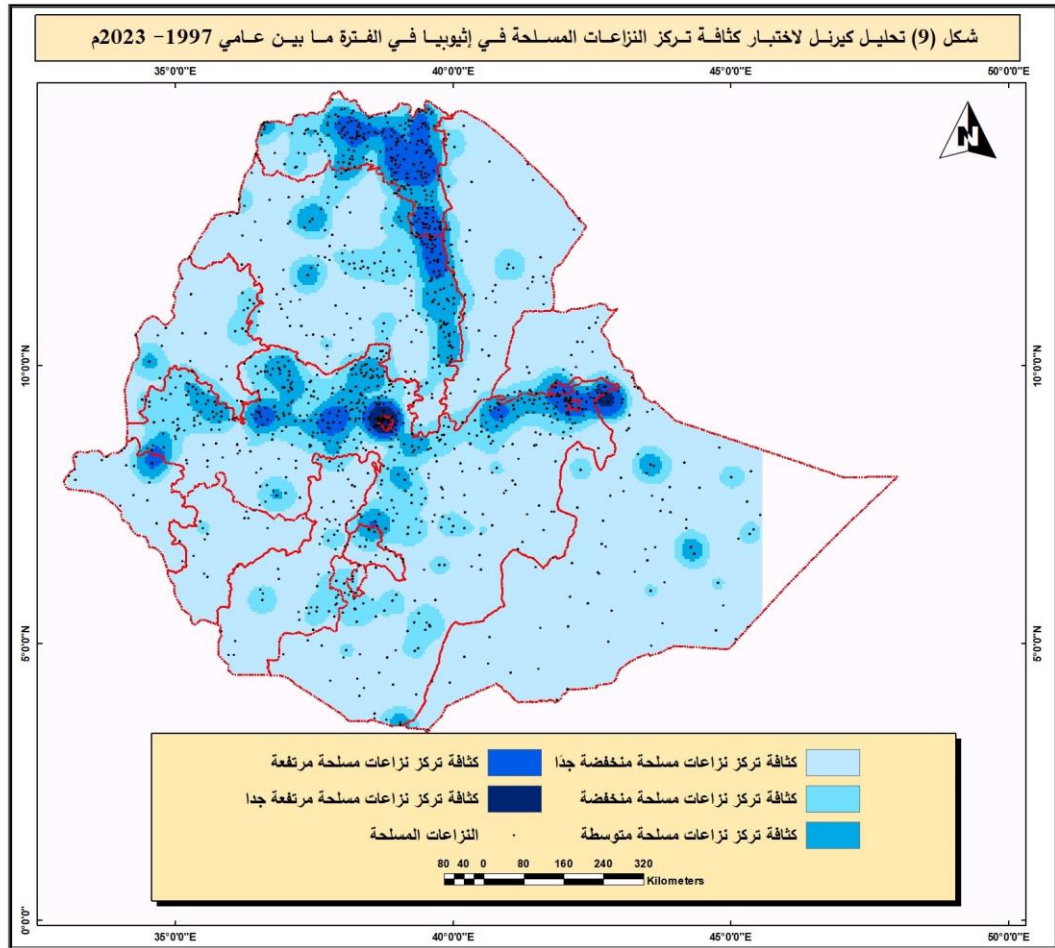 شكل (9) تحليل كيرنل لاختبار كثافة تركز النزاعات المسلحة في إثيوبيا في الفترة ما بين عامي 1997- 2023م
35°0'0"E 40°0'0"E 45°0'0"E 50°0'0"E
N
10°0'0"N 10°0'0"N
5°0'0"N 5°0'0"N
كثافة تركز نزاعات مسلحة منخفضة جدًا
كثافة تركز نزاعات مسلحة منخفضة
كثافة تركز نزاعات مسلحة متوسطة
كثافة تركز نزاعات مسلحة مرتفعة
كثافة تركز نزاعات مسلحة مرتفعة جدا
النزاعات المسلحة
80 40 0 80 160 240 320
Kilometers
0°0'0" 0°0'0"
35°0'0"E 40°0'0"E 45°0'0"E 50°0'0"E